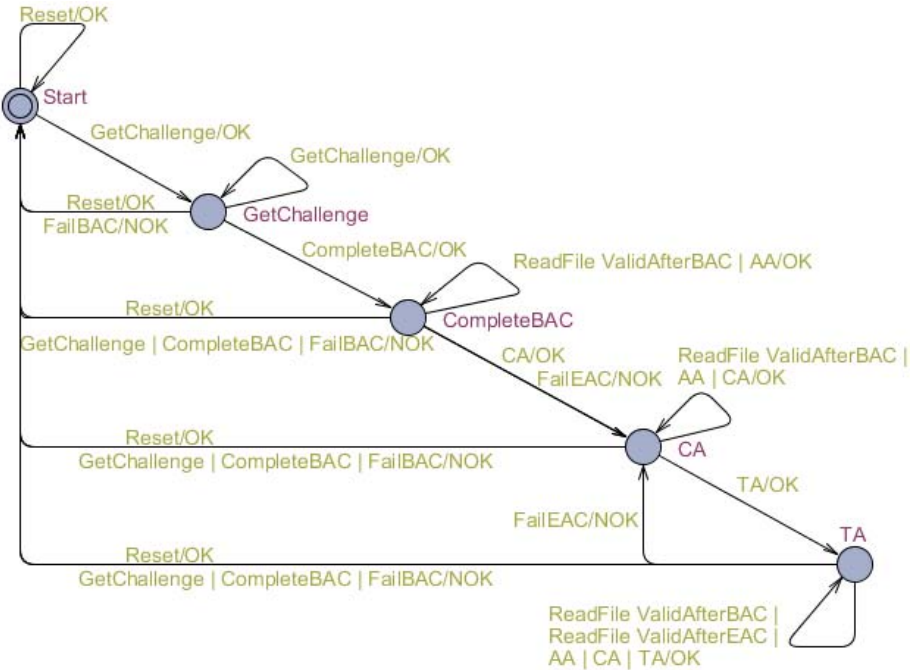 Reset/OK
Start
GetChallenge/OK
GetChallenge/OK
Reset/OK
FailBAC/NOK
GetChallenge
CompleteBAC/OK
ReadFile ValidAfterBAC | AA/OK
Reset/OK
CompleteBAC
GetChallenge | CompleteBAC | FailBAC/NOK
CA/OK
FailEAC/NOK
ReadFile ValidAfterBAC |
AA | CA/OK
Reset/OK
GetChallenge | CompleteBAC | FailBAC/NOK
CA
TA/OK
FailEAC/NOK
TA
Reset/OK
GetChallenge | CompleteBAC | FailBAC/NOK
ReadFile ValidAfterBAC |
ReadFile ValidAfterEAC |
AA | CA | TA/OK